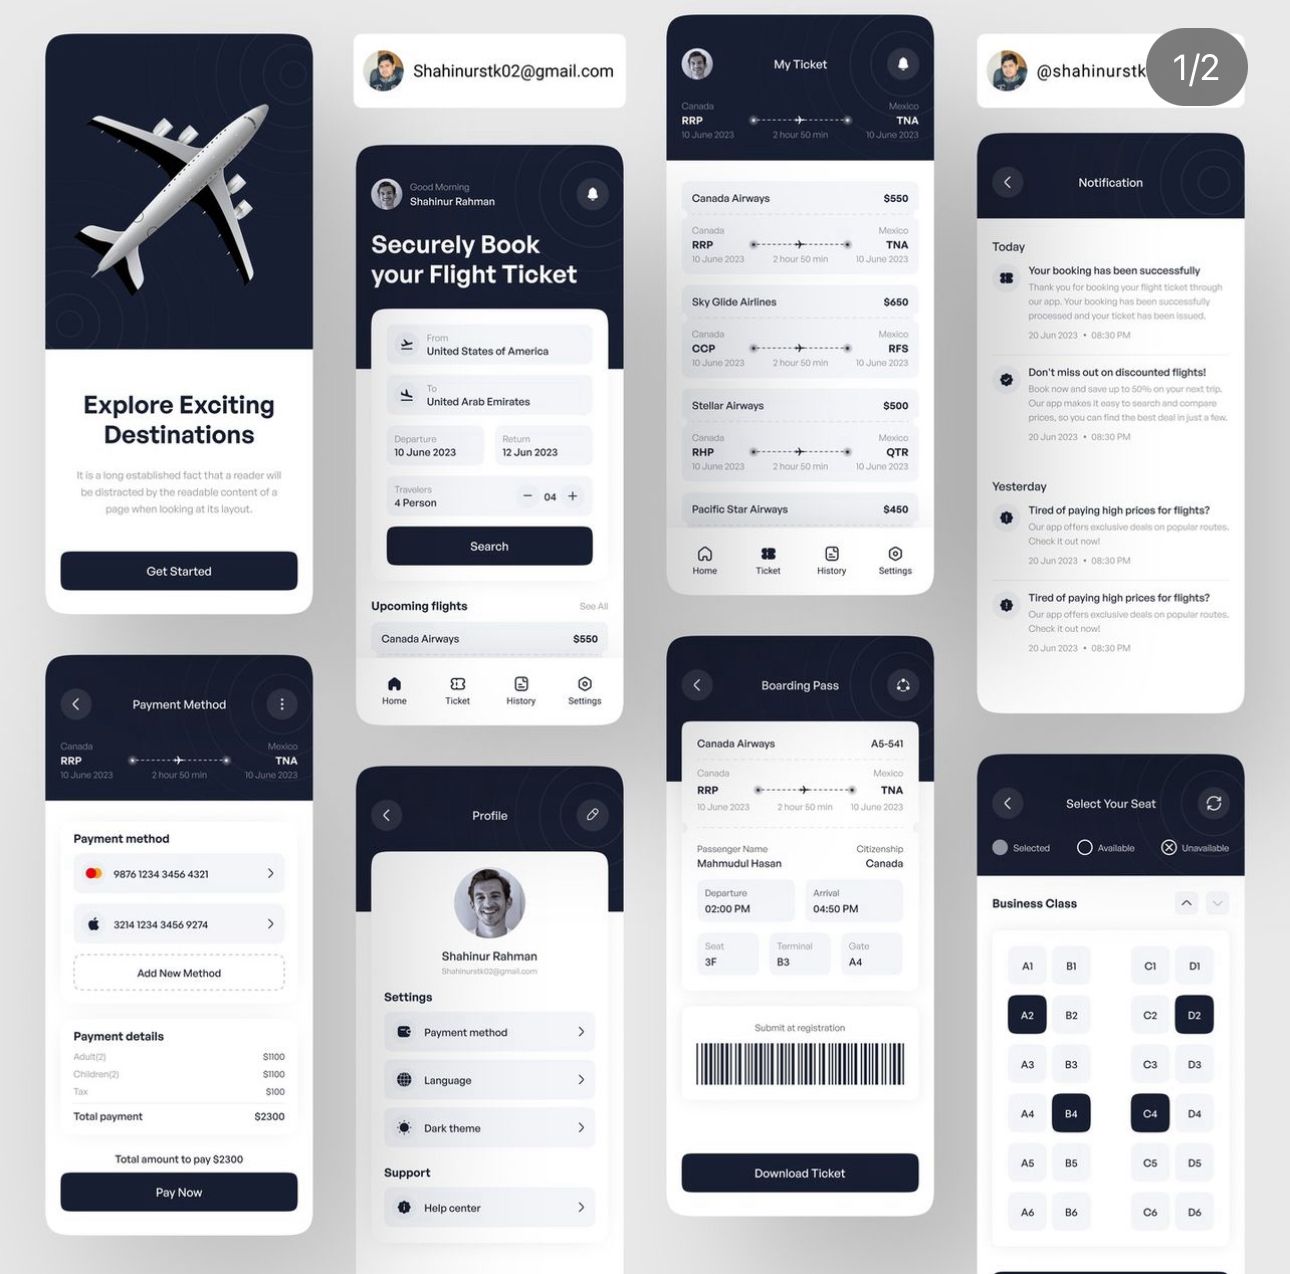 Explore Exciting
Destinations
It is a long established fact that a reader will
be distracted by the readable content of a
page when looking at its layout.
Get Started
Payment Method
Canada Mexico
RRP TNA
10 June 2023 2 hour 50 min 10 June 2023
Payment method
9876 1234 3456 4321
3214 1234 3456 9274
Add New Method
Payment details
Adult(2) $1100
Children(2) $1100
Tax $100
Total payment $2300
Total amount to pay $2300
Pay Now
Shahinurstk02@gmail.com
Good Morning
Shahinur Rahman
Securely Book
your Flight Ticket
From
United States of America
To
United Arab Emirates
Departure Return
10 June 2023 12 Jun 2023
Travelers
4 Person − 04 +
Search
Upcoming flights See All
Canada Airways $550
Home Ticket History Settings
Profile
Shahinur Rahman
Shahinurstk02@gmail.com
Settings
Payment method
Language
Dark theme
Support
Help center
My Ticket
Canada Mexico
RRP TNA
10 June 2023 2 hour 50 min 10 June 2023
Canada Airways $550
Canada Mexico
RRP TNA
10 June 2023 2 hour 50 min 10 June 2023
Sky Glide Airlines $650
Canada Mexico
CCP RFS
10 June 2023 2 hour 50 min 10 June 2023
Stellar Airways $500
Canada Mexico
RHP QTR
10 June 2023 2 hour 50 min 10 June 2023
Pacific Star Airways $450
Home Ticket History Settings
Boarding Pass
Canada Airways A5-541
Canada Mexico
RRP TNA
10 June 2023 2 hour 50 min 10 June 2023
Passenger Name Citizenship
Mahmudul Hasan Canada
Departure Arrival
02:00 PM 04:50 PM
Seat Terminal Gate
3F B3 A4
Submit at registration
Download Ticket
@shahinurstk
1/2
Notification
Today
Your booking has been successfully
Thank you for booking your flight ticket through
our app. Your booking has been successfully
processed and your ticket has been issued.
20 Jun 2023 • 08:30 PM
Don't miss out on discounted flights!
Book now and save up to 50% on your next trip.
Our app makes it easy to search and compare
prices, so you can find the best deal in just a few.
20 Jun 2023 • 08:30 PM
Yesterday
Tired of paying high prices for flights?
Our app offers exclusive deals on popular routes.
Check it out now!
20 Jun 2023 • 08:30 PM
Tired of paying high prices for flights?
Our app offers exclusive deals on popular routes.
Check it out now!
20 Jun 2023 • 08:30 PM
Select Your Seat
Selected Available Unavailable
Business Class
A1 B1 C1 D1
A2 B2 C2 D2
A3 B3 C3 D3
A4 B4 C4 D4
A5 B5 C5 D5
A6 B6 C6 D6